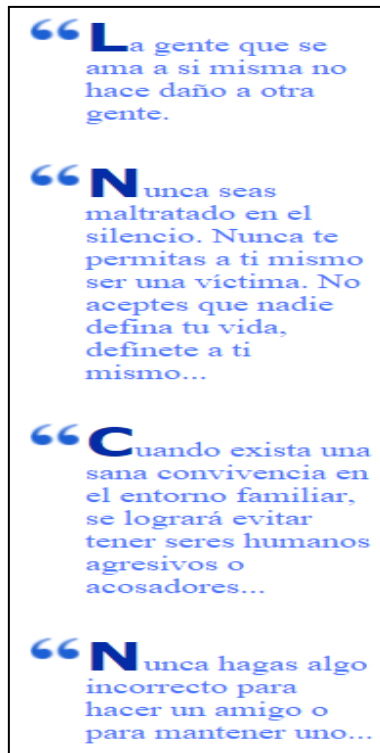 “La gente que se
ama a si misma no
hace daño a otra
gente.
“Nunca seas
maltratado en el
silencio. Nunca te
permitas a ti mismo
ser una víctima. No
aceptes que nadie
defina tu vida,
defínete a ti
mismo...
“Cuando exista una
sana convivencia en
el entorno familiar,
se logrará evitar
tener seres humanos
agresivos o
acosadores...
“Nunca hagas algo
incorrecto para
hacer un amigo o
para mantener uno...